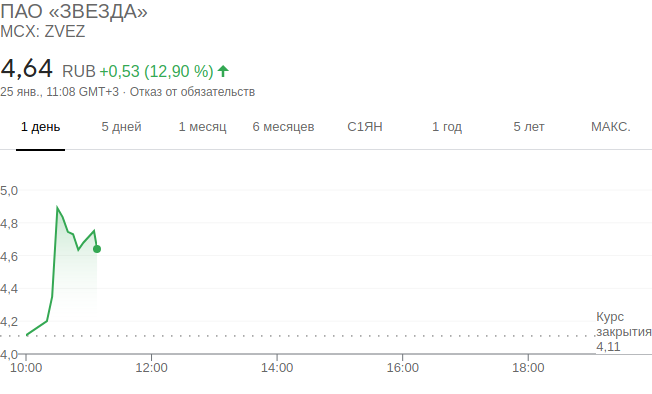 ПАО «ЗВЕЗДА»
MCX: ZVEZ
4,64 RUB +0,53 (12,90 %)
25 янв., 11:08 GMT+3 · Отказ от обязательств
1 день 5 дней 1 месяц 6 месяцев С1ЯН 1 год 5 лет МАКС.
5,0
4,8
4,6
4,4
4,2
4,0
Курс
закрытия
4,11
10:00 12:00 14:00 16:00 18:00